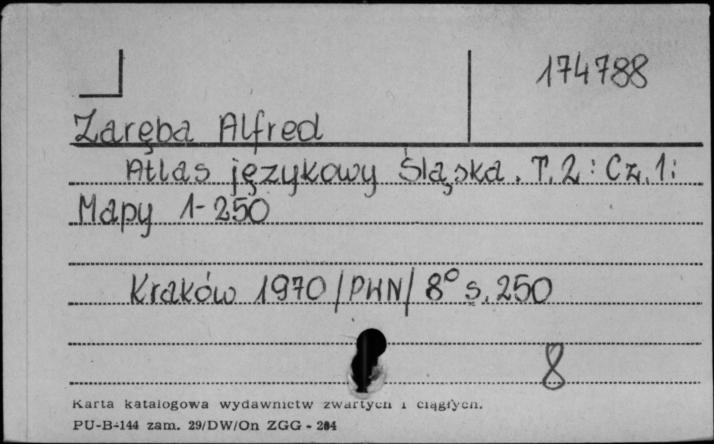 174788
Zaręba Alfred
Atlas językowy Śląska. T. 2: Cz. 1:
Mapy 1-250
Kraków 1970 /PWN/ 8° s. 250
8
Karta katalogowa wydawnictw zwartych i ciągłych.
PU-B-144 zam. 29/DW/On ZGG - 284